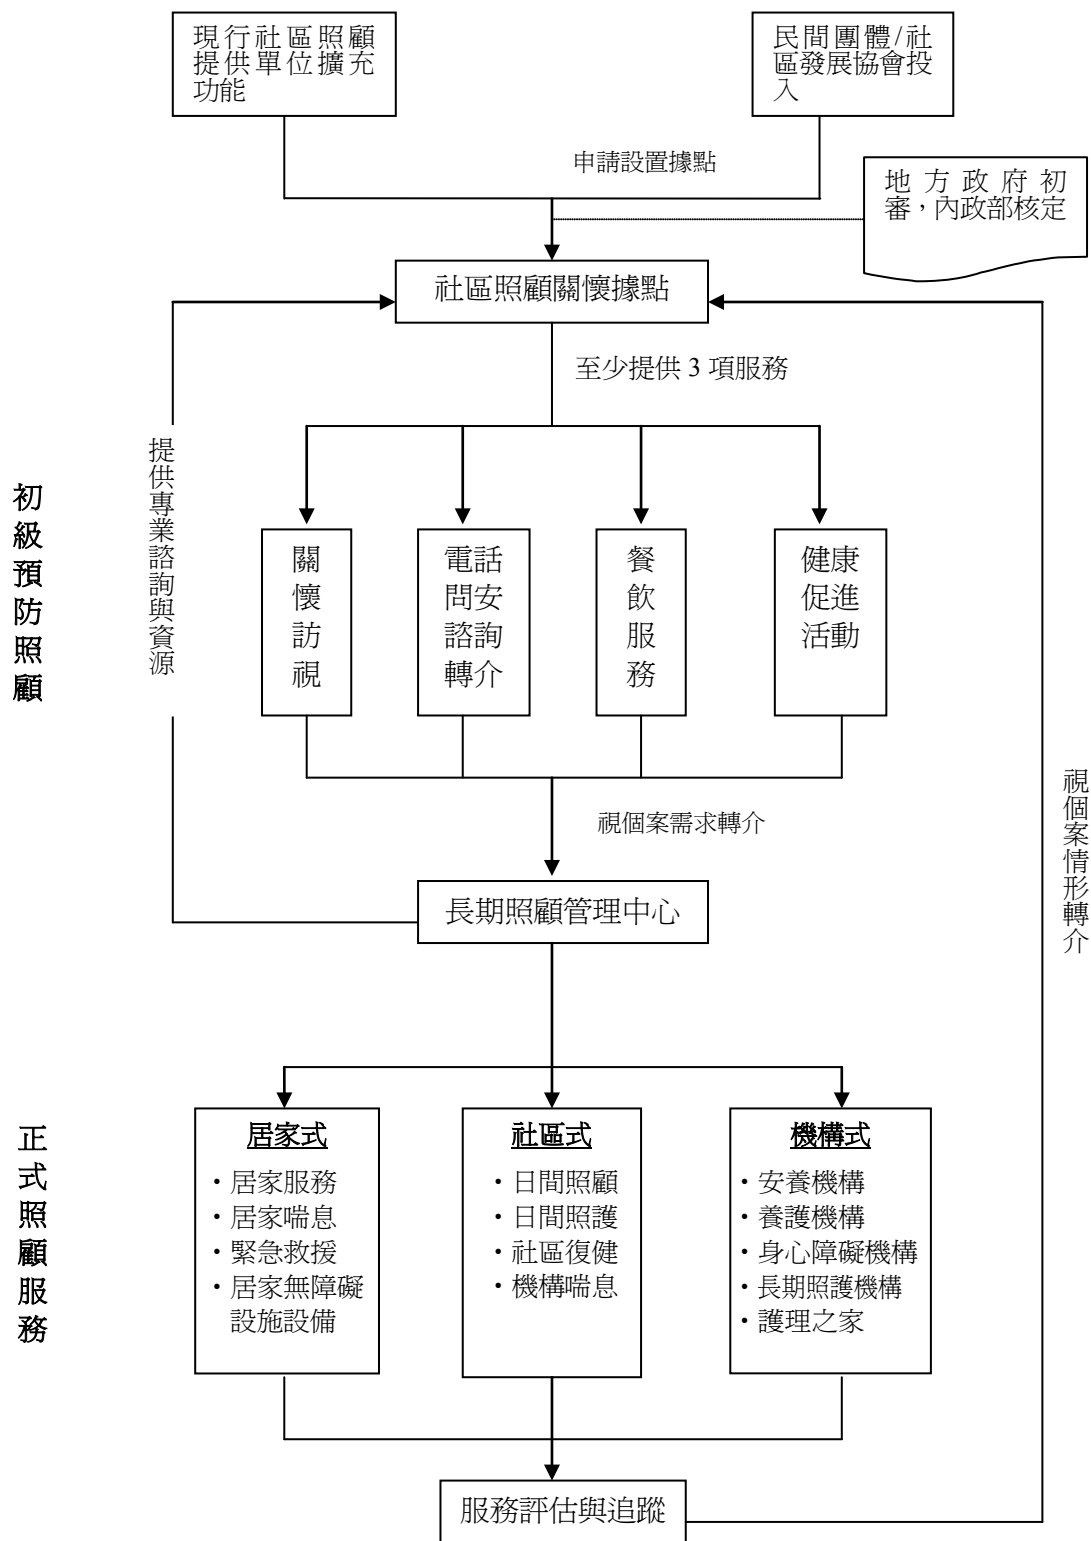 現行社區照顧
提供單位擴充
功能
民間團體/社
區發展協會投
入
申請設置據點
地方政府初
審，內政部核定
社區照顧關懷據點
至少提供 3 項服務
提供專業諮詢與資源
初級預防照顧
關
懷
訪
視
電話
問安
諮詢
轉介
餐
飲
服
務
健康
促進
活動
視個案需求轉介
長期照顧管理中心
視個案情形轉介
正式照顧服務
居家式
・居家服務
・居家喘息
・緊急救援
・居家無障礙
設施設備
社區式
・日間照顧
・日間照護
・社區復健
・機構喘息
機構式
・安養機構
・養護機構
・身心障礙機構
・長期照護機構
・護理之家
服務評估與追蹤